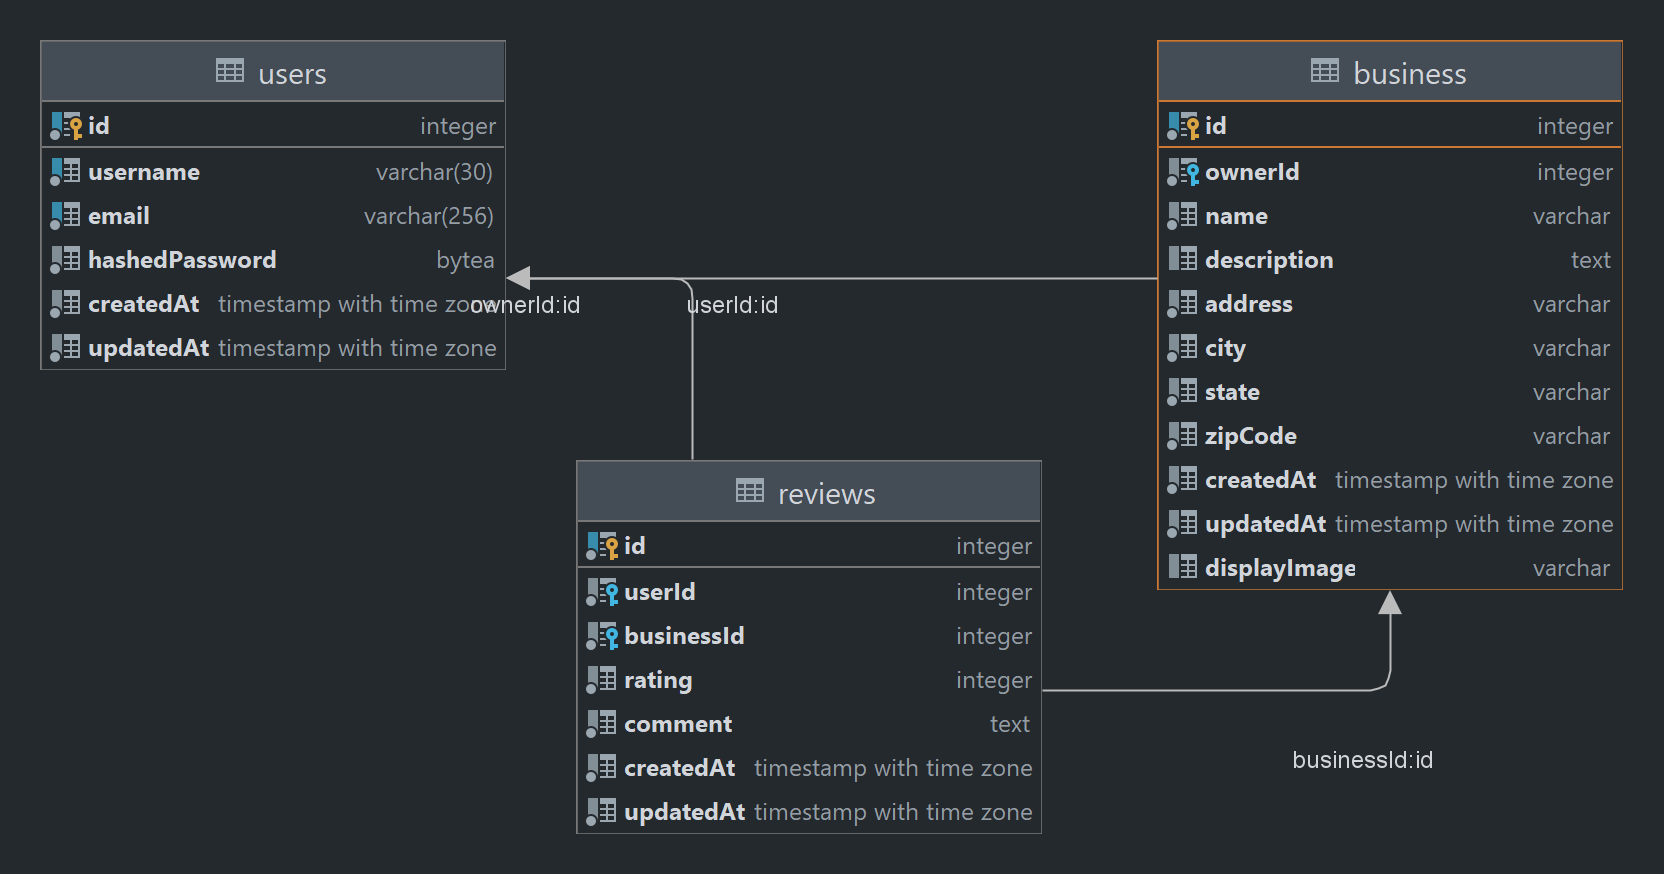 users
id integer
username varchar(30)
email varchar(256)
hashedPassword bytea
createdAt timestamp with time zone
updatedAt timestamp with time zone
ownerId:id
userId:id
business
id integer
ownerId integer
name varchar
description text
address varchar
city varchar
state varchar
zipCode varchar
createdAt timestamp with time zone
updatedAt timestamp with time zone
displayImage varchar
reviews
id integer
userId integer
businessId integer
rating integer
comment text
createdAt timestamp with time zone
updatedAt timestamp with time zone
businessId:id